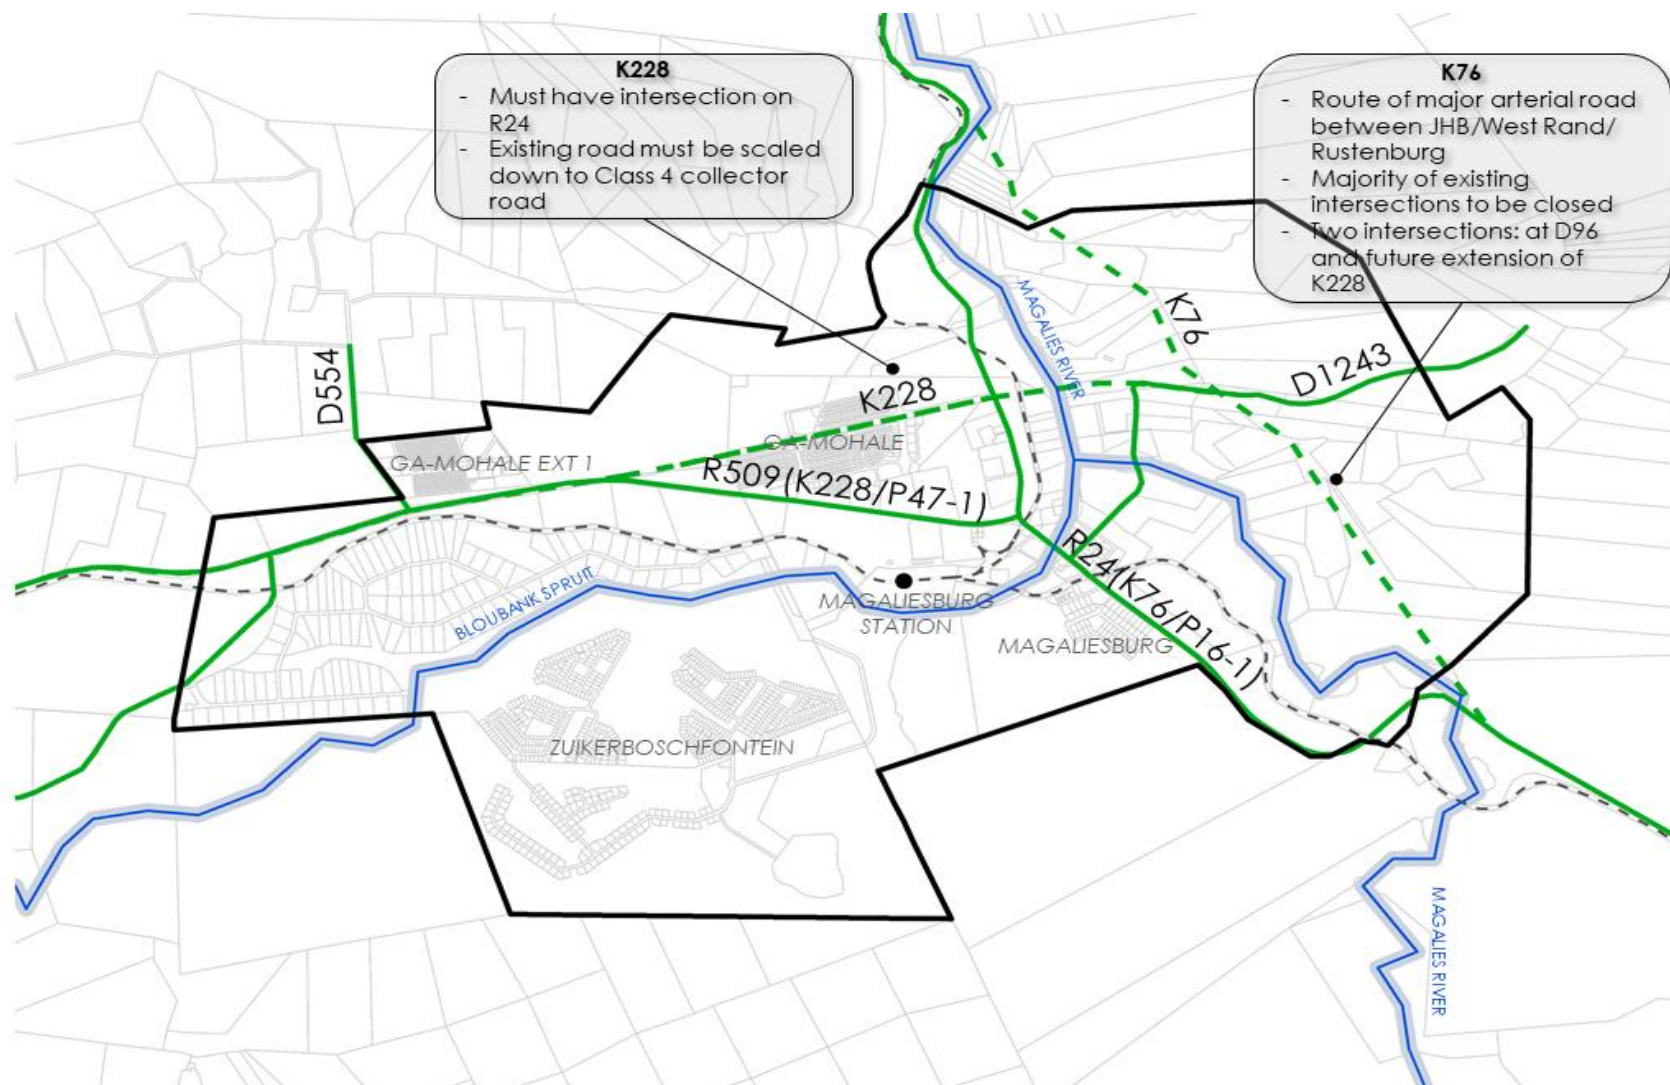 K228
- Must have intersection on
R24
- Existing road must be scaled
down to Class 4 collector
road
K76
- Route of major arterial road
between JHB/West Rand/
Rustenburg
- Majority of existing
intersections to be closed
- Two intersections: at D96
and future extension of
K228
MAGALIES RIVER
K76
D554
D1243
K228
GA-MOHALE
GA-MOHALE EXT 1
R509(K228/P47-1)
R24(K76/P16-1)
BLOUBANK SPRUIT
MAGALIESBURG
STATION
MAGALIESBURG
ZUIKERBOSCHFONTEIN
MAGALIES RIVER